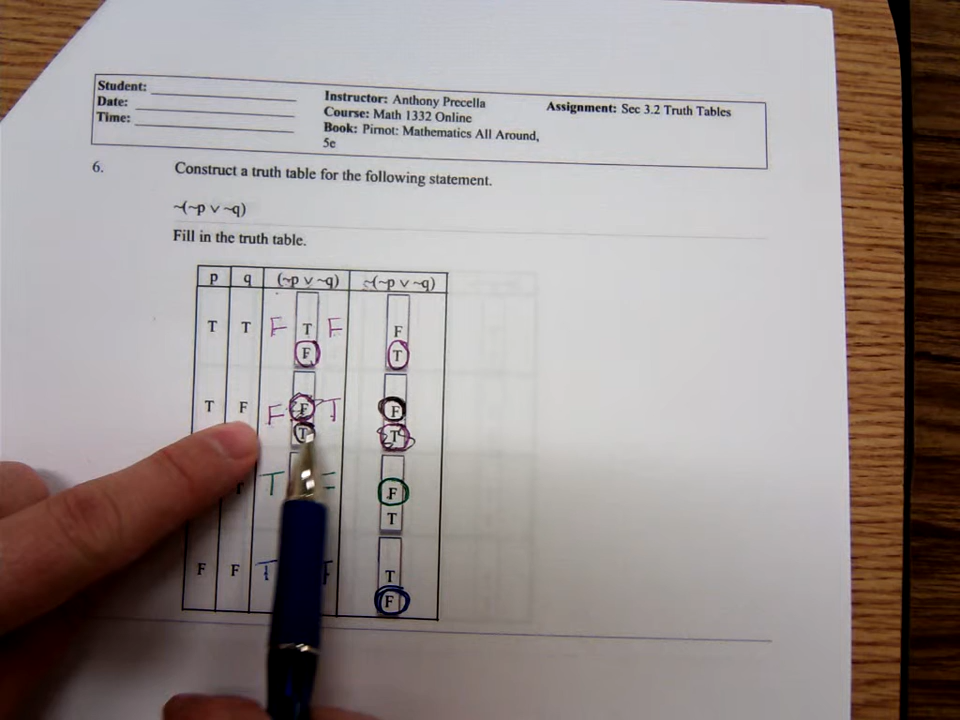 Student:
Date:
Time:
Instructor: Anthony Precella
Course: Math 1332 Online
Book: Pirnot: Mathematics All Around,
5e
Assignment: Sec 3.2 Truth Tables
6. Construct a truth table for the following statement.
~(~p ∨ ~q)
Fill in the truth table.
p q (~p ∨ ~q) ~(~p ∨ ~q)
T T F T F F
F T
T F F F T F
T T
T F
T
F F T T
F